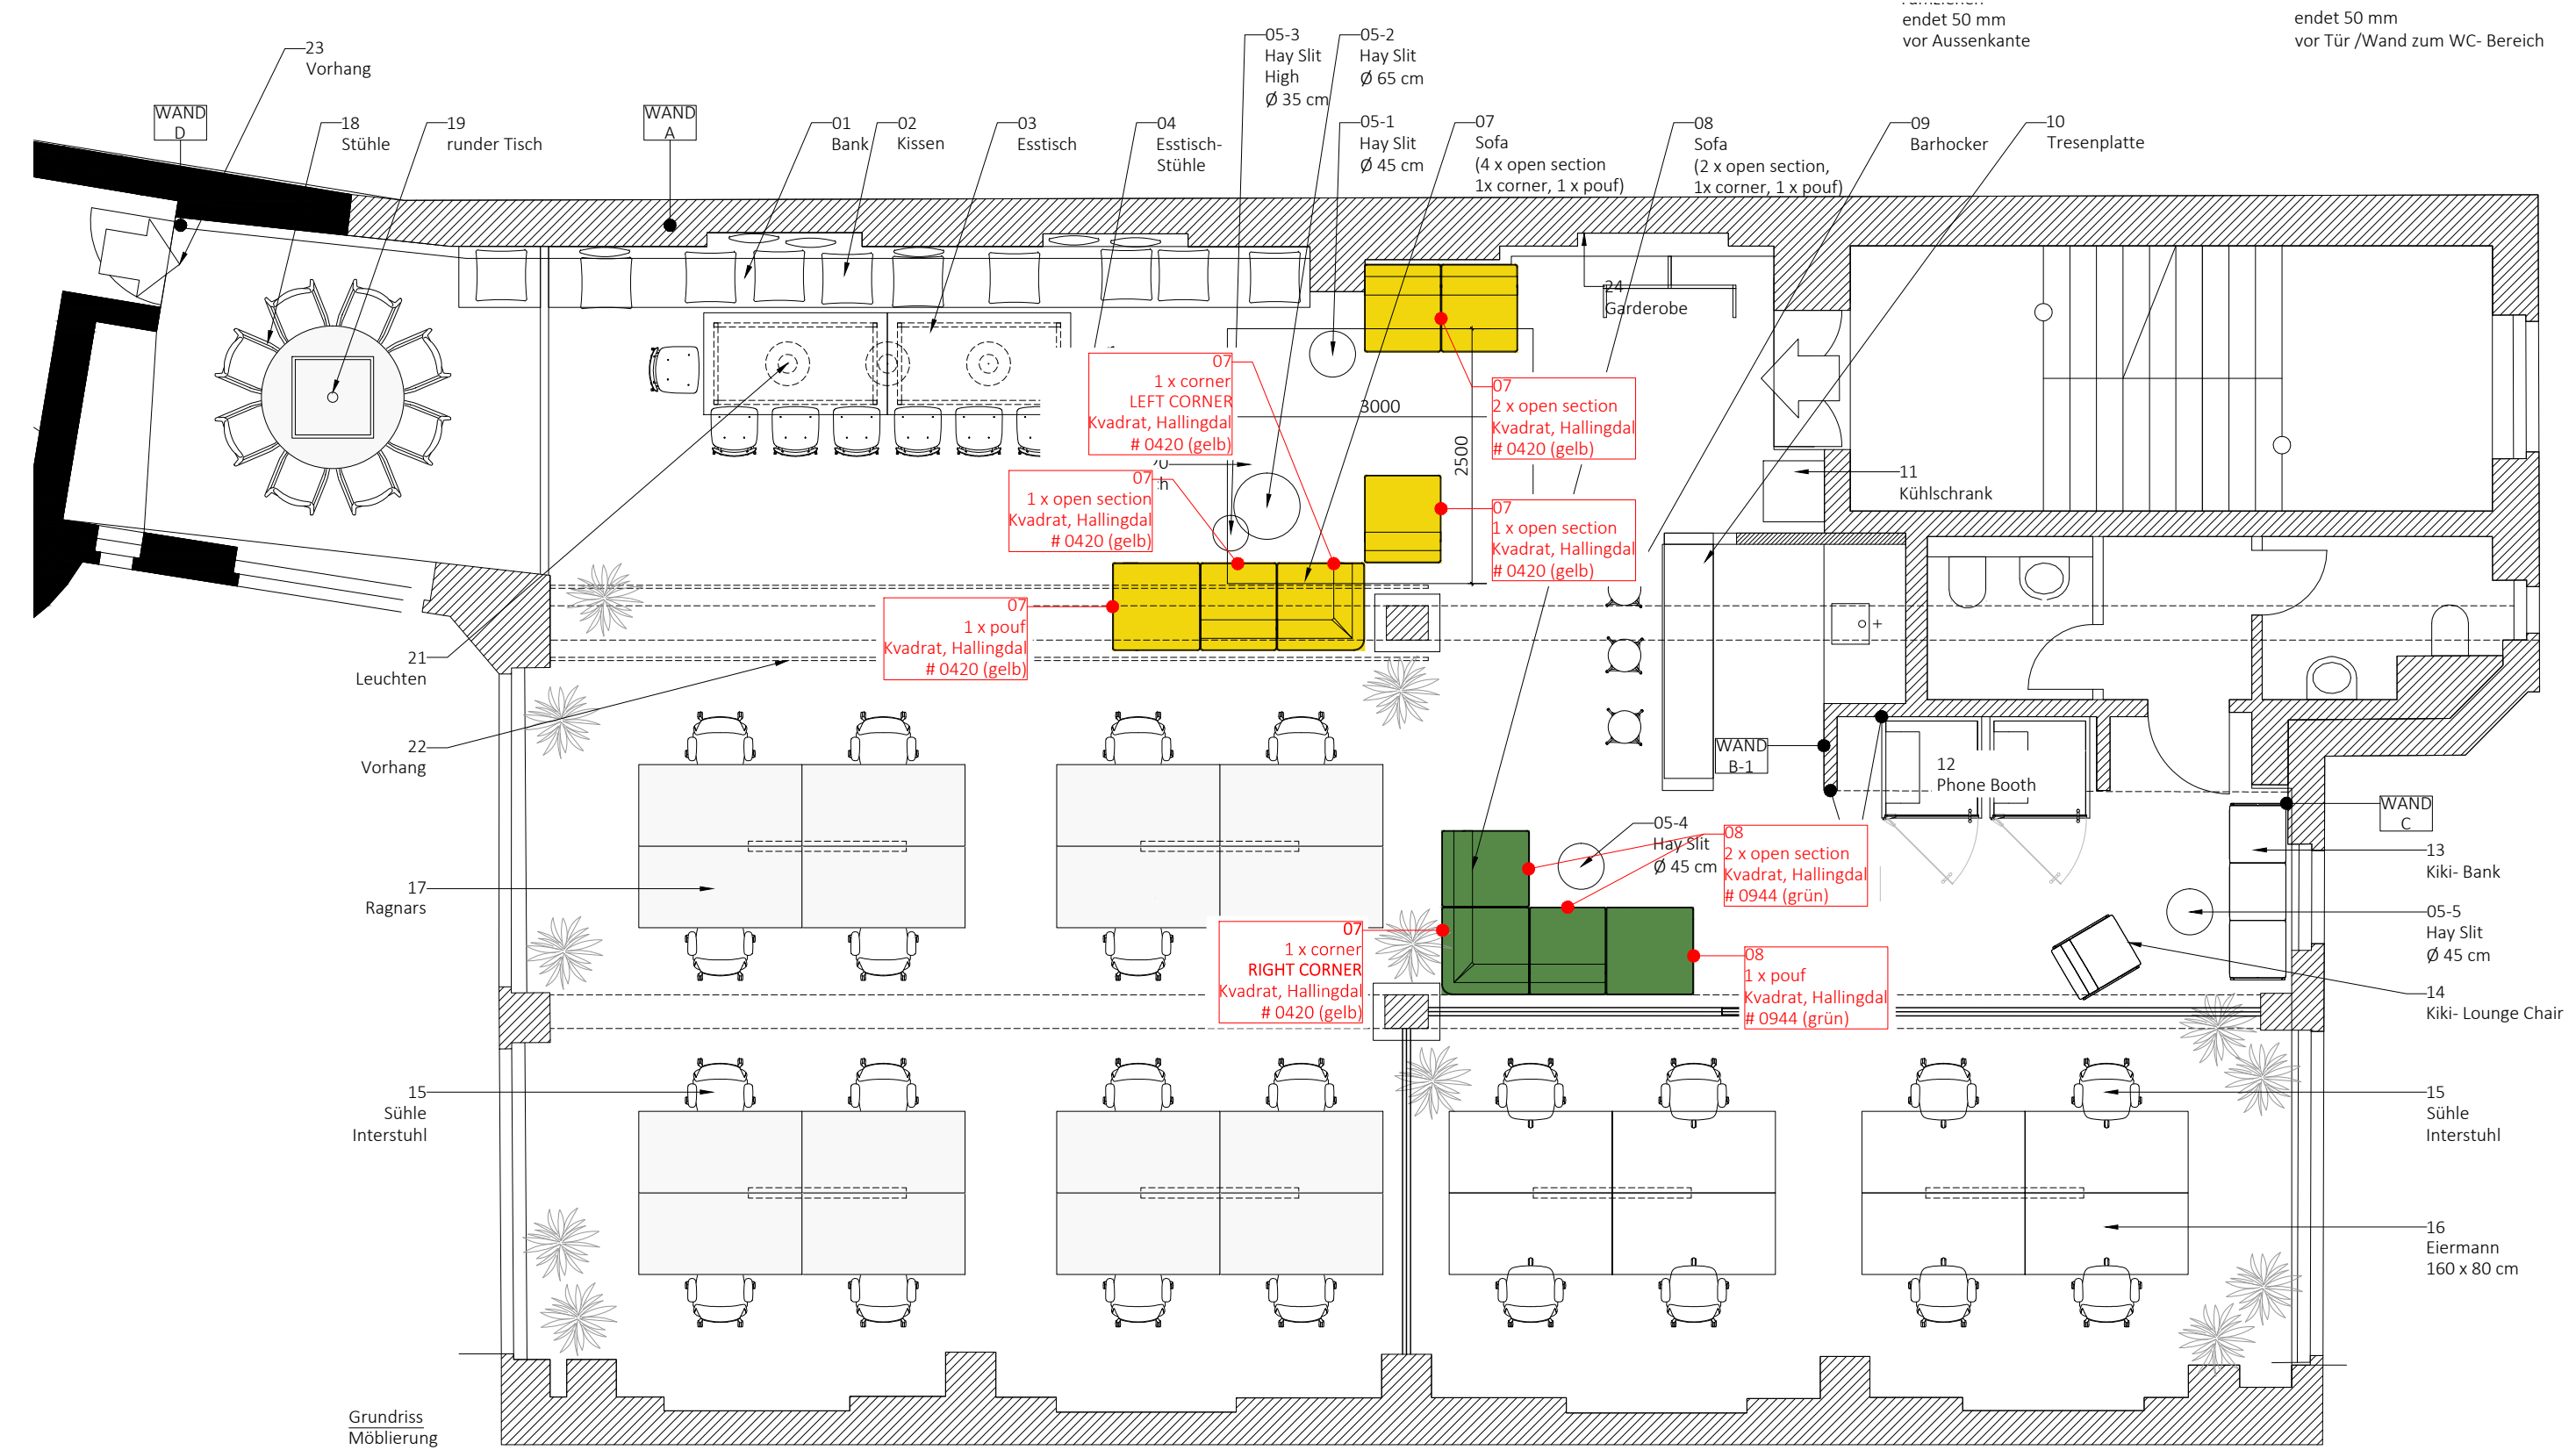 endet 50 mm
vor Aussenkante
endet 50 mm
vor Tür /Wand zum WC- Bereich
23
Vorhang
05-3
Hay Slit
High
Ø 35 cm
05-2
Hay Slit
Ø 65 cm
WAND
D
WAND
A
18
Stühle
19
runder Tisch
01
Bank
02
Kissen
03
Esstisch
04
Esstisch-
Stühle
05-1
Hay Slit
Ø 45 cm
07
Sofa
(4 x open section
1x corner, 1 x pouf)
08
Sofa
(2 x open section,
1x corner, 1 x pouf)
09
Barhocker
10
Tresenplatte
24
Garderobe
07
1 x corner
LEFT CORNER
Kvadrat, Hallingdal
# 0420 (gelb)
3000
2500
07
2 x open section
Kvadrat, Hallingdal
# 0420 (gelb)
07
1 x open section
Kvadrat, Hallingdal
# 0420 (gelb)
07
1 x open section
Kvadrat, Hallingdal
# 0420 (gelb)
11
Kühlschrank
07
1 x pouf
Kvadrat, Hallingdal
# 0420 (gelb)
21
Leuchten
22
Vorhang
WAND
B-1
12
Phone Booth
WAND
C
05-4
Hay Slit
Ø 45 cm
08
2 x open section
Kvadrat, Hallingdal
# 0944 (grün)
13
Kiki- Bank
17
Ragnars
05-5
Hay Slit
Ø 45 cm
07
1 x corner
RIGHT CORNER
Kvadrat, Hallingdal
# 0420 (gelb)
08
1 x pouf
Kvadrat, Hallingdal
# 0944 (grün)
14
Kiki- Lounge Chair
15
Sühle
Interstuhl
15
Sühle
Interstuhl
16
Eiermann
160 x 80 cm
Grundriss
Möblierung